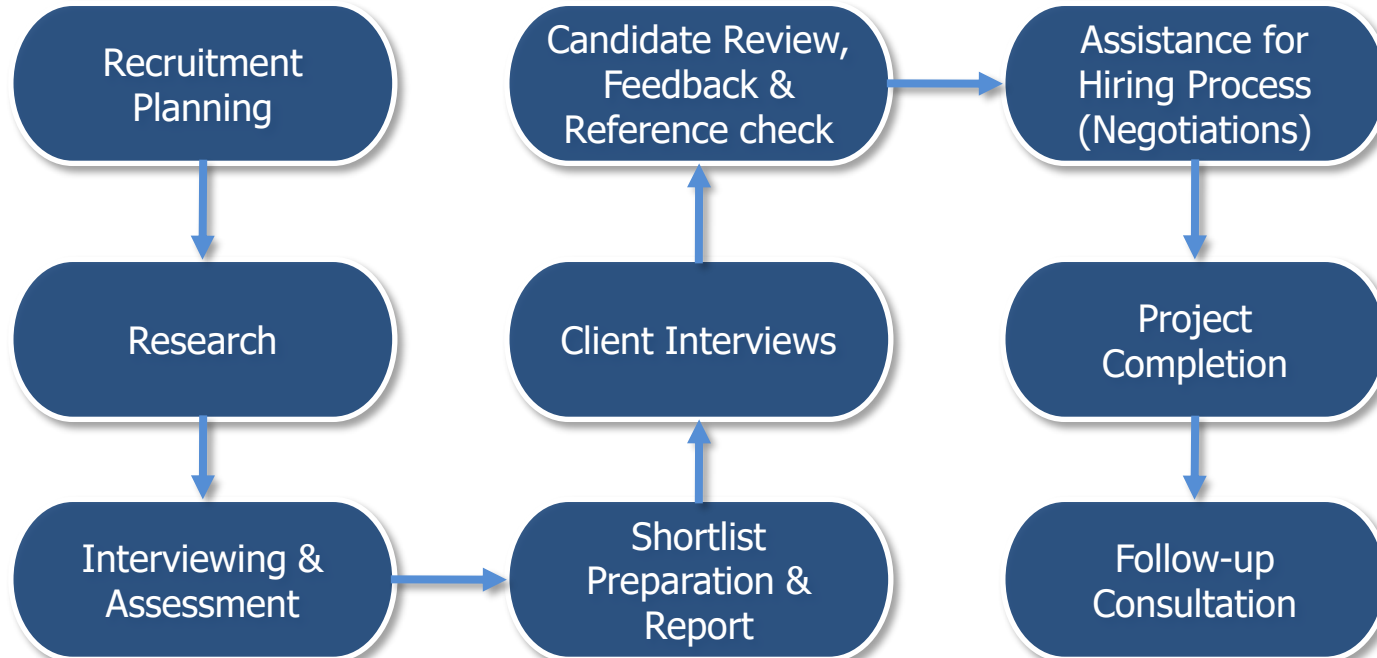 Recruitment
Planning
Research
Interviewing &
Assessment
Shortlist
Preparation &
Report
Client Interviews
Candidate Review,
Feedback &
Reference check
Assistance for
Hiring Process
(Negotiations)
Project
Completion
Follow-up
Consultation